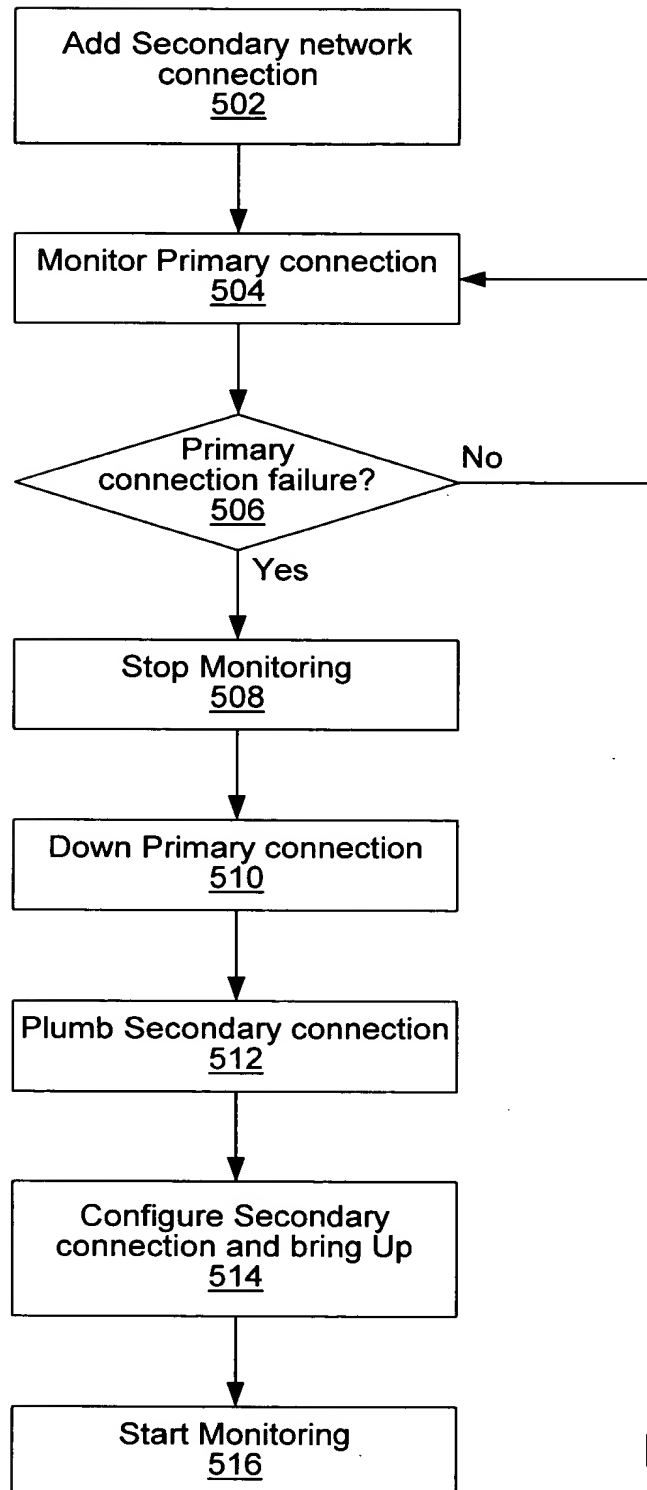 Add Secondary network
connection
502
Monitor Primary connection
504
Primary
connection failure?
506
No
Yes
Stop Monitoring
508
Down Primary connection
510
Plumb Secondary connection
512
Configure Secondary
connection and bring Up
514
Start Monitoring
516